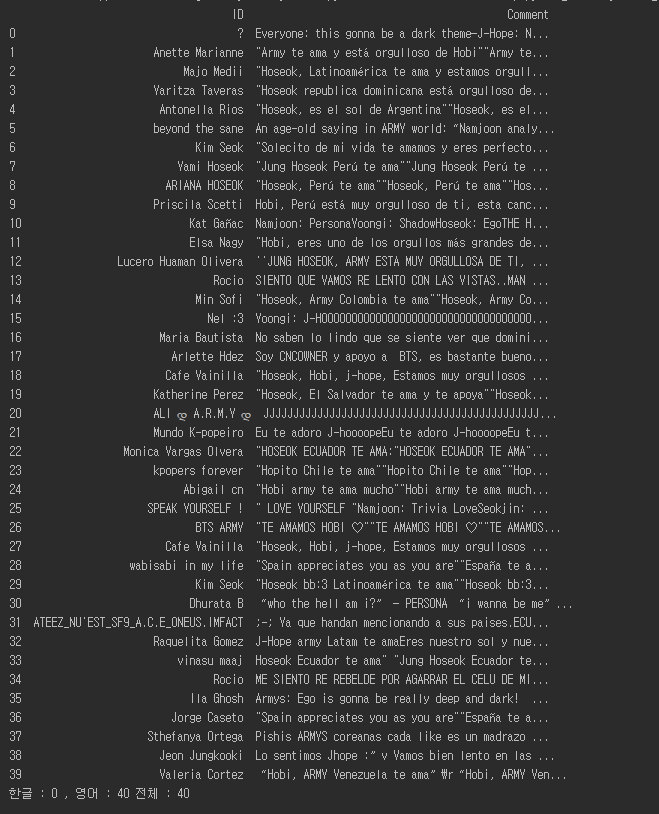 ID Comment
0 ? Everyone: this gonna be a dark theme-J-Hope: N...
1 Anette Marianne "Army te ama y está orgulloso de Hobi""Army te...
2 Majo Medii "Hoseok, Latinoamérica te ama y estamos orgull...
3 Yaritza Taveras "Hoseok republica dominicana está orgulloso de...
4 Antonella Rios "Hoseok, es el sol de Argentina""Hoseok, es el...
5 beyond the sane An age-old saying in ARMY world: “Namjoon analy...
6 Kim Seok "Solecito de mi vida te amamos y eres perfecto...
7 Yami Hoseok "Jung Hoseok Perú te ama""Jung Hoseok Perú te ...
8 ARIANA HOSEOK "Hoseok, Perú te ama""Hoseok, Perú te ama""Hos...
9 Priscila Scetti Hobi, Perú está muy orgulloso de ti, esta canc...
10 Kat Gañac Namjoon: PersonaYoongi: ShadowHoseok: EgoTHE H...
11 Elsa Nagy "Hobi, eres uno de los orgullos más grandes de...
12 Lucero Huaman Olivera ``JUNG HOSEOK, ARMY ESTA MUY ORGULLOSA DE TI, ...
13 Rocio SIENTO QUE VAMOS RE LENTO CON LAS VISTAS..MAN ...
14 Min Sofi "Hoseok, Army Colombia te ama""Hoseok, Army Co...
15 Nel :3 Yoongi: J-HOOOOOOOOOOOOOOOOOOOOOOOOOOOOOOOOOOO...
16 Maria Bautista No saben lo lindo que se siente ver que domini...
17 Arlette Hdez Soy CNCOWNER y apoyo a BTS, es bastante bueno...
18 Cafe Vainilla "Hoseok, Hobi, j-hope, Estamos muy orgullosos ...
19 Katherine Perez "Hoseok, El Salvador te ama y te apoya""Hoseok...
20 ALI ๑ A.R.M.Y ๑ JJJJJJJJJJJJJJJJJJJJJJJJJJJJJJJJJJJJJJJJJJJJJJ...
21 Mundo K-popeiro Eu te adoro J-hoooopeEu te adoro J-hoooopeEu t...
22 Monica Vargas Olvera "HOSEOK ECUADOR TE AMA:"HOSEOK ECUADOR TE AMA"...
23 kpopers forever "Hopito Chile te ama""Hopito Chile te ama""Hop...
24 Abigail cn "Hobi army te ama mucho""Hobi army te ama much...
25 SPEAK YOURSELF ! " LOVE YOURSELF "Namjoon: Trivia LoveSeokjin: ...
26 BTS ARMY "TE AMAMOS HOBI ♡""TE AMAMOS HOBI ♡""TE AMAMOS...
27 Cafe Vainilla "Hoseok, Hobi, j-hope, Estamos muy orgullosos ...
28 wabisabi in my life "Spain appreciates you as you are""España te a...
29 Kim Seok "Hoseok bb:3 Latinoamérica te ama""Hoseok bb:3...
30 Dhurata B “who the hell am i?” - PERSONA “i wanna be me” ...
31 ATEEZ_NU'EST_SF9_A.C.E_ONEUS.IMFACT ;-; Ya que handan mencionando a sus paises.ECU...
32 Raquelita Gomez J-Hope army Latam te amaEres nuestro sol y nue...
33 vinasu maaj Hoseok Ecuador te ama" "Jung Hoseok Ecuador te...
34 Rocio ME SIENTO RE REBELDE POR AGARRAR EL CELU DE MI...
35 Ila Ghosh Armys: Ego is gonna be really deep and dark! ...
36 Jorge Caseto "Spain appreciates you as you are""España te a...
37 Sthefanya Ortega Pishis ARMYS coreanas cada like es un madrazo ...
38 Jeon Jungkooki Lo sentimos Jhope :” v Vamos bien lento en las ...
39 Valeria Cortez “Hobi, ARMY Venezuela te ama” ₩r “Hobi, ARMY Ven...
한글 : 0 , 영어 : 40 전체 : 40